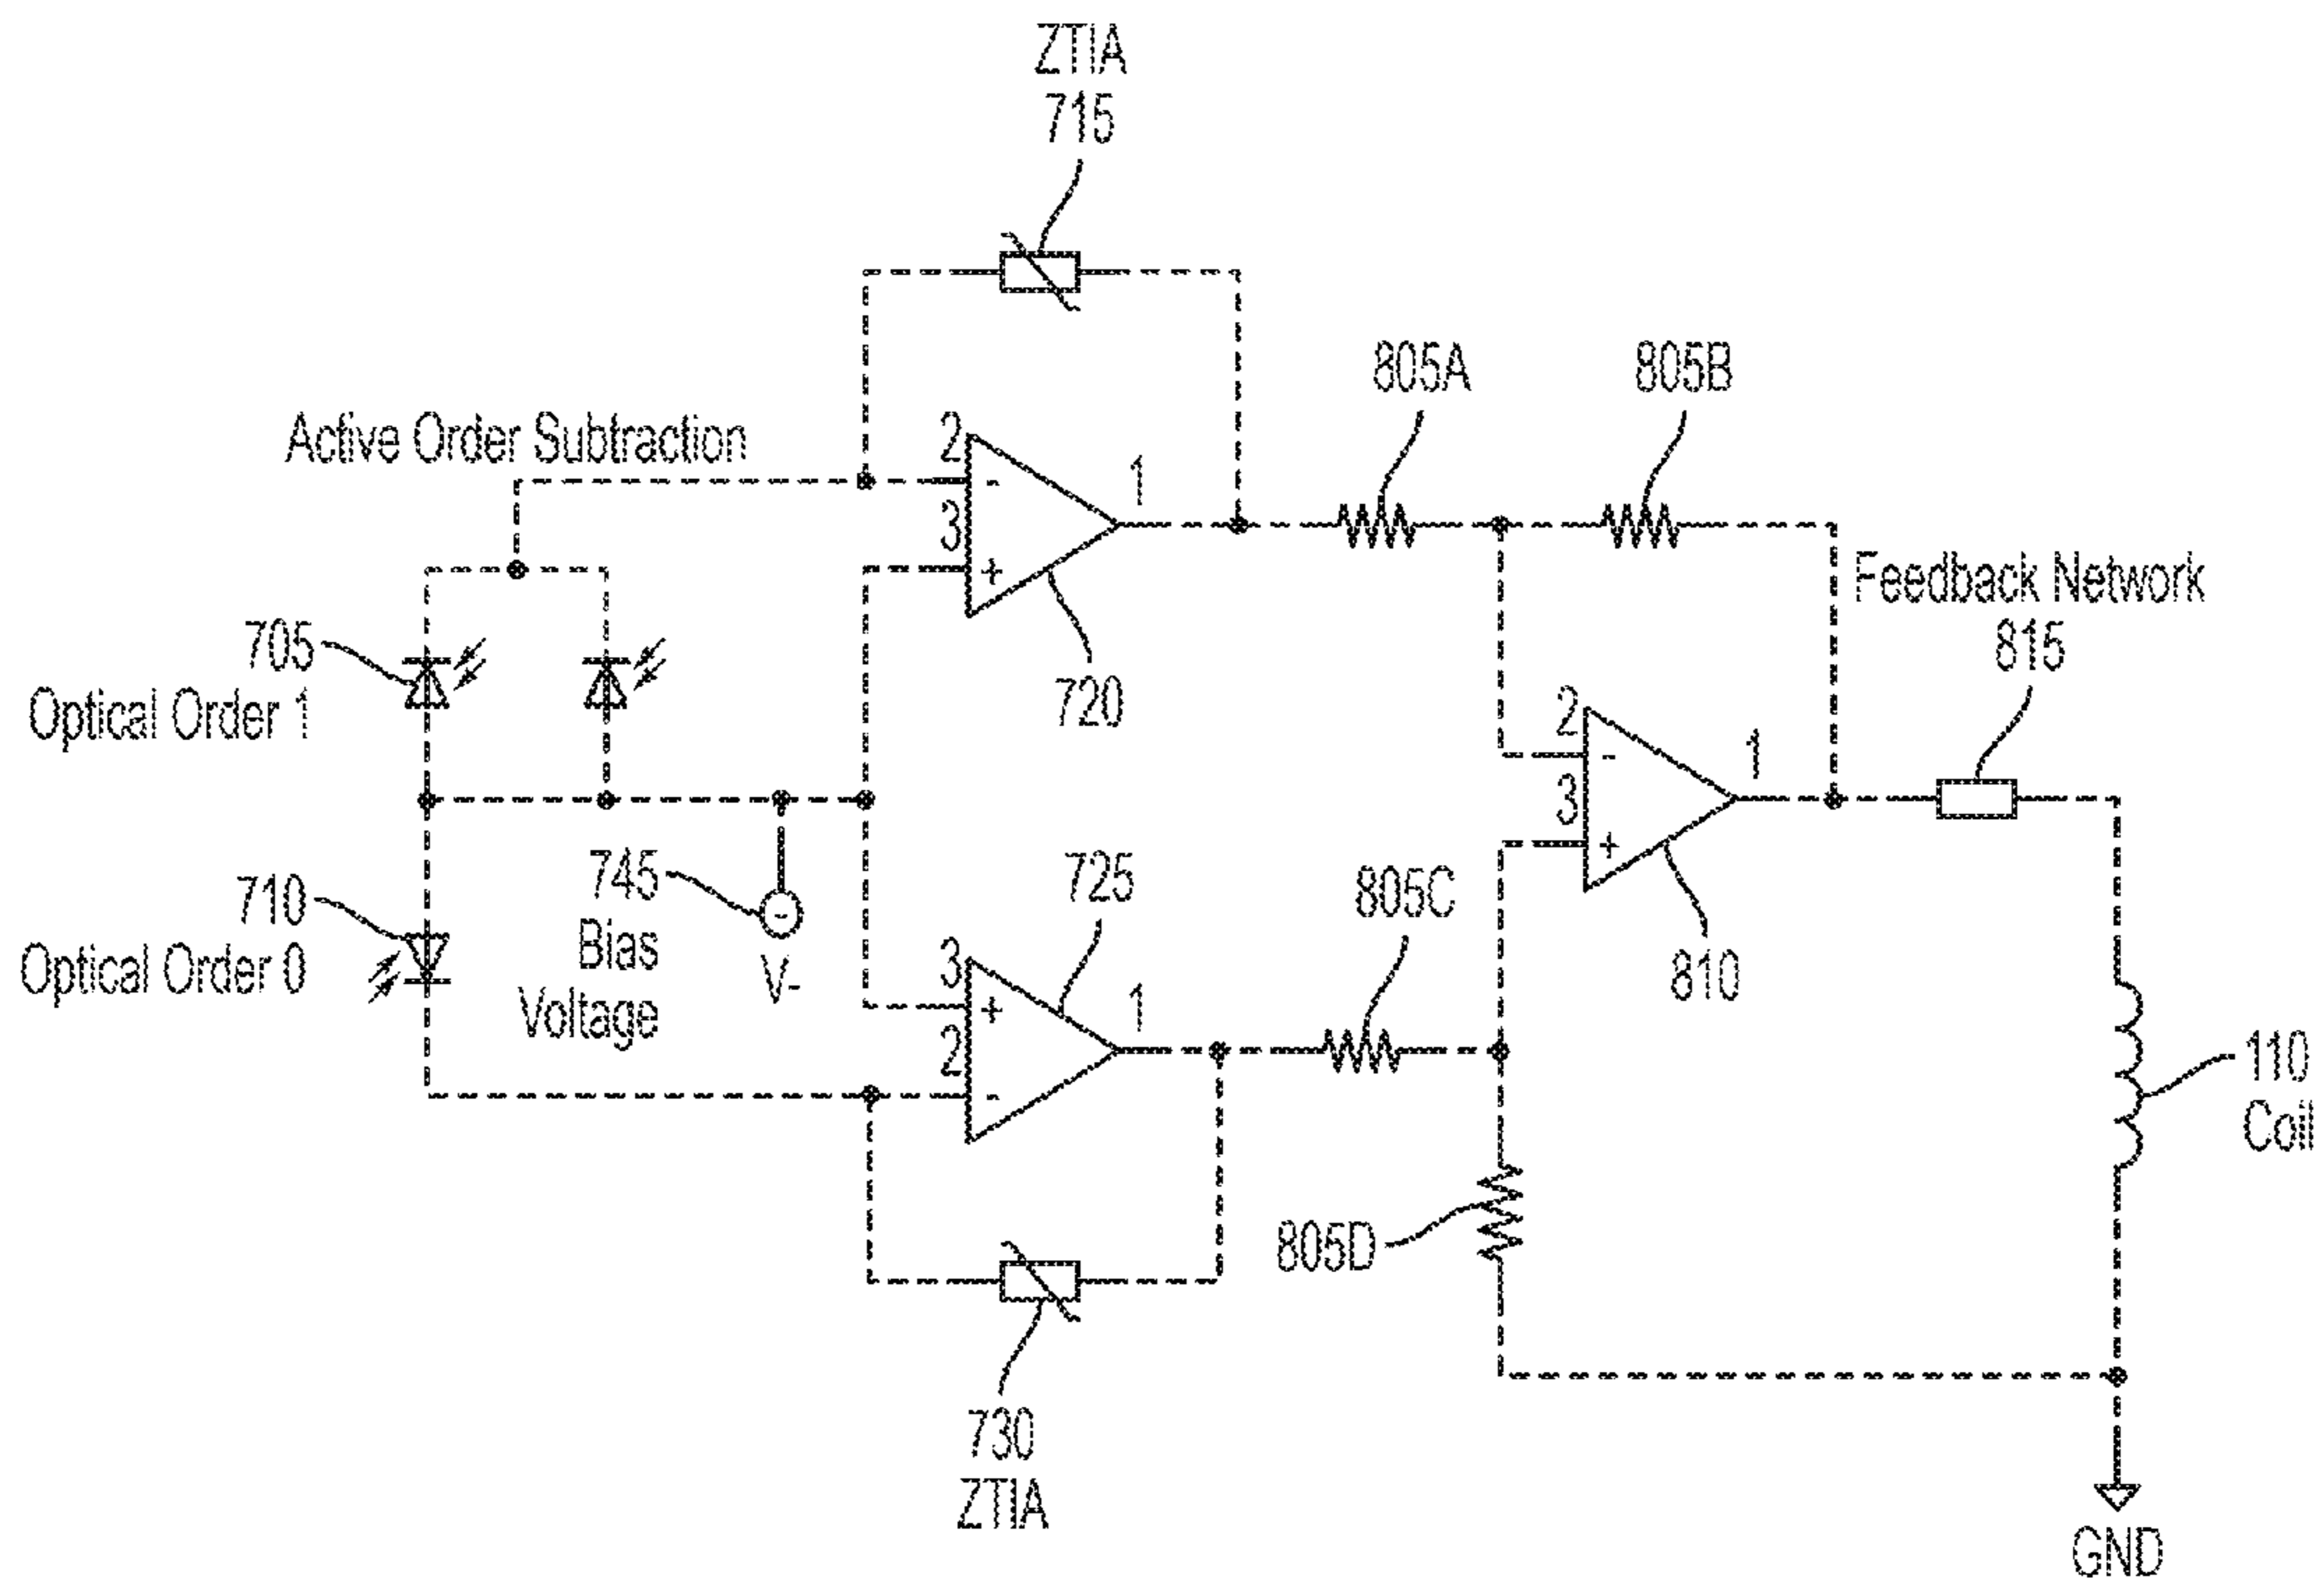 ZTIA
715
805A
805B
Active Order Subtraction
2
-
3
+
1
720
Feedback Network
815
705
Optical Order 1
2
-
3
+
1
810
745
Bias
Voltage
V-
-
710
Optical Order 0
725
3
+
2
-
1
805C
110
Coil
805D
730
ZTIA
GND